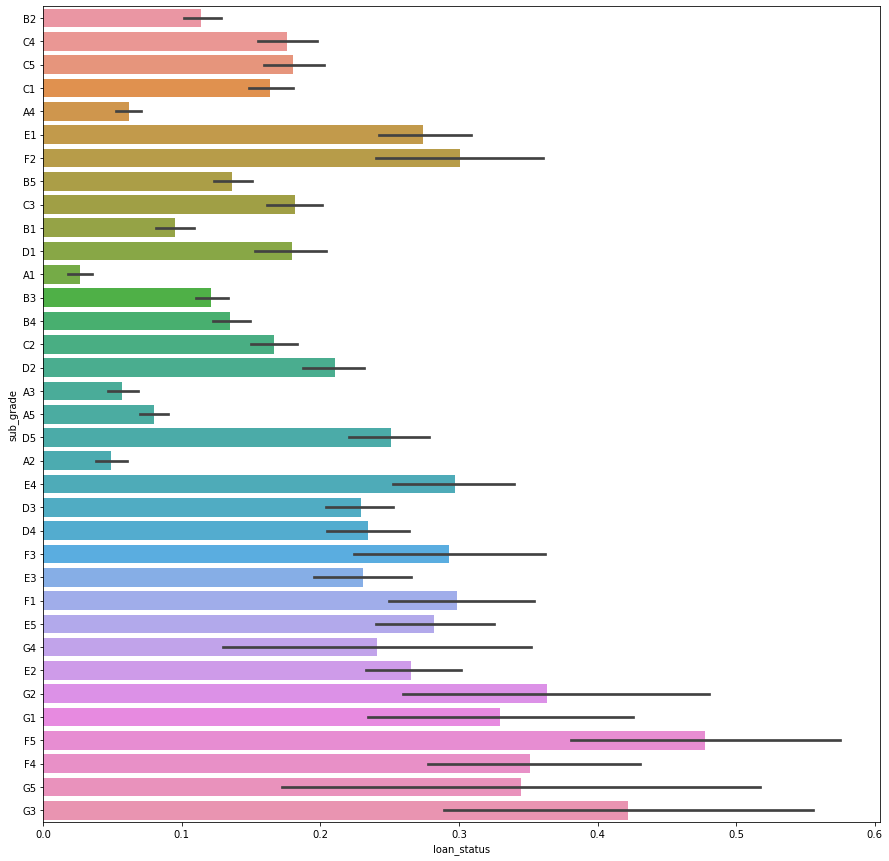 B2
C4
C5
C1
A4
E1
F2
B5
C3
B1
D1
A1
B3
B4
C2
D2
A3
A5
D5
A2
E4
D3
D4
F3
E3
F1
E5
G4
E2
G2
G1
F5
F4
G5
G3
sub_grade
0.0 0.1 0.2 0.3 0.4 0.5 0.6
loan_status